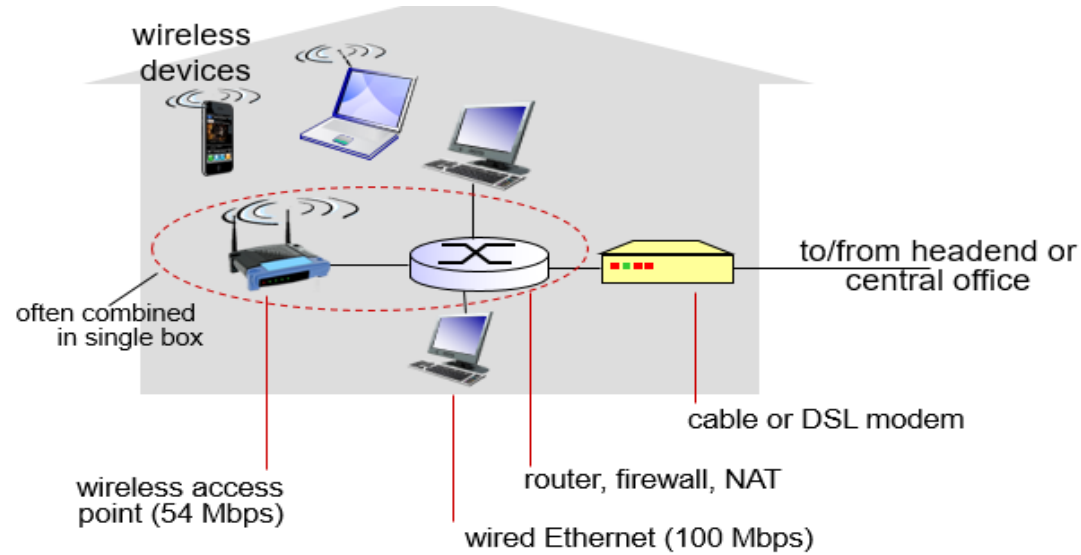 wireless
devices
to/from headend or
central office
often combined
in single box
cable or DSL modem
wireless access
point (54 Mbps)
router, firewall, NAT
wired Ethernet (100 Mbps)